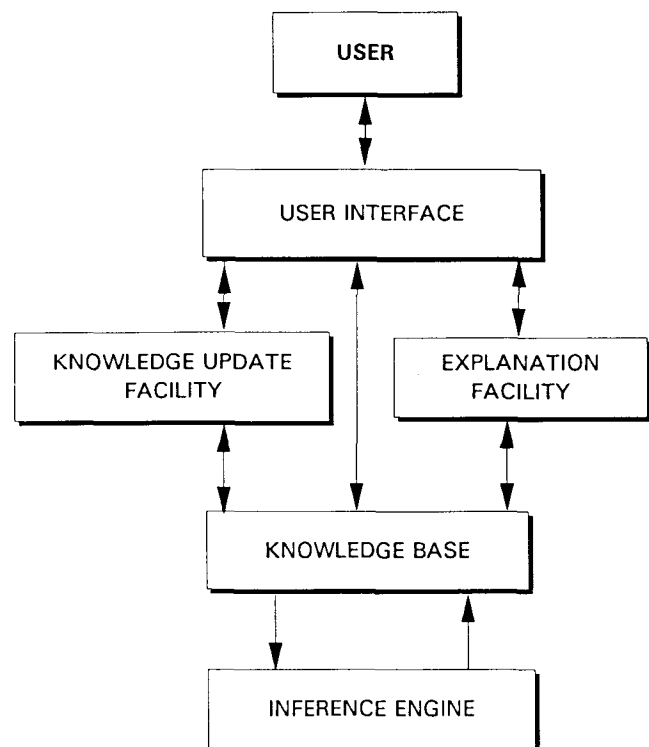 USER
USER INTERFACE
KNOWLEDGE UPDATE
FACILITY
EXPLANATION
FACILITY
KNOWLEDGE BASE
INFERENCE ENGINE